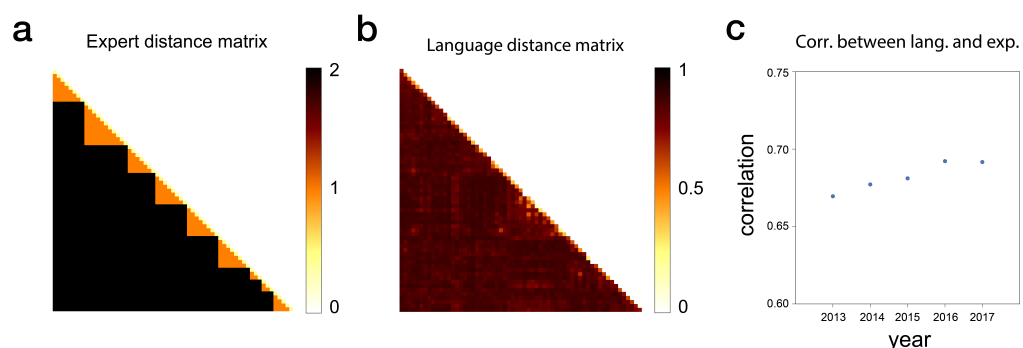 a
Expert distance matrix
2
1
0
b
Language distance matrix
1
0.5
0
c
Corr. between lang. and exp.
0.75
0.70
0.65
0.60
correlation
2013 2014 2015 2016 2017
year